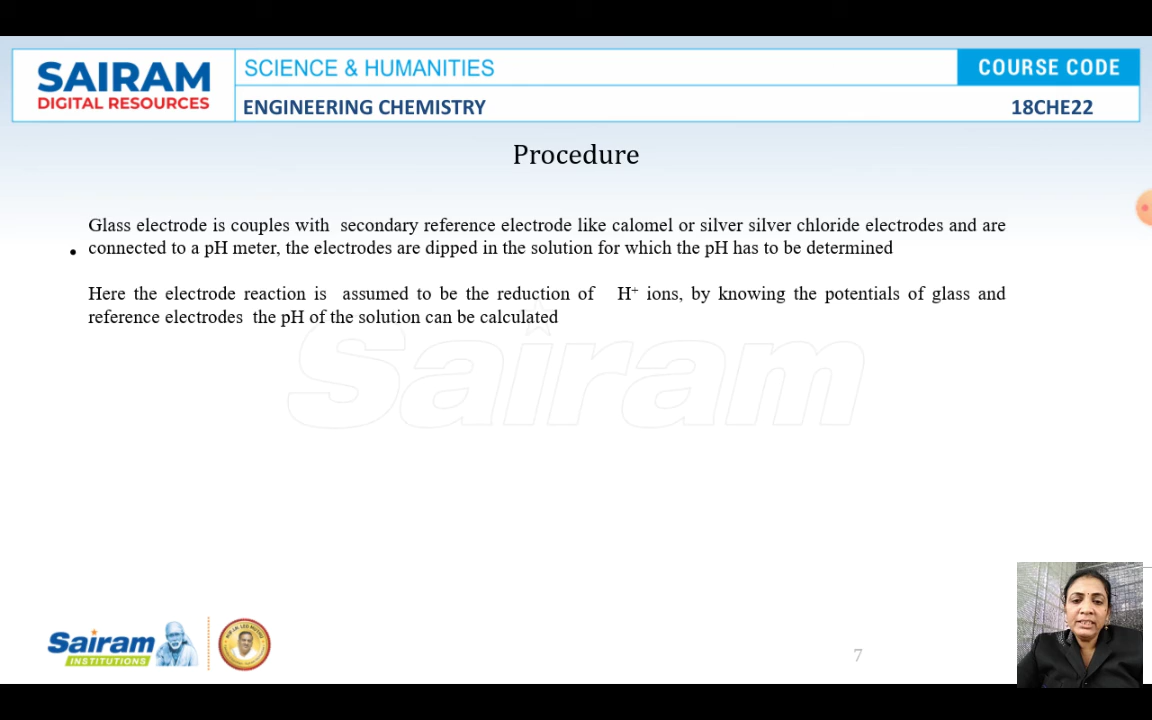 SAIRAM
DIGITAL RESOURCES
SCIENCE & HUMANITIES
COURSE CODE
ENGINEERING CHEMISTRY
18CHE22
Procedure
Glass electrode is couples with secondary reference electrode like calomel or silver silver chloride electrodes and are
• connected to a pH meter, the electrodes are dipped in the solution for which the pH has to be determined
Here the electrode reaction is assumed to be the reduction of H⁺ ions, by knowing the potentials of glass and
reference electrodes the pH of the solution can be calculated
Sairam
Sairam
INSTITUTIONS
7